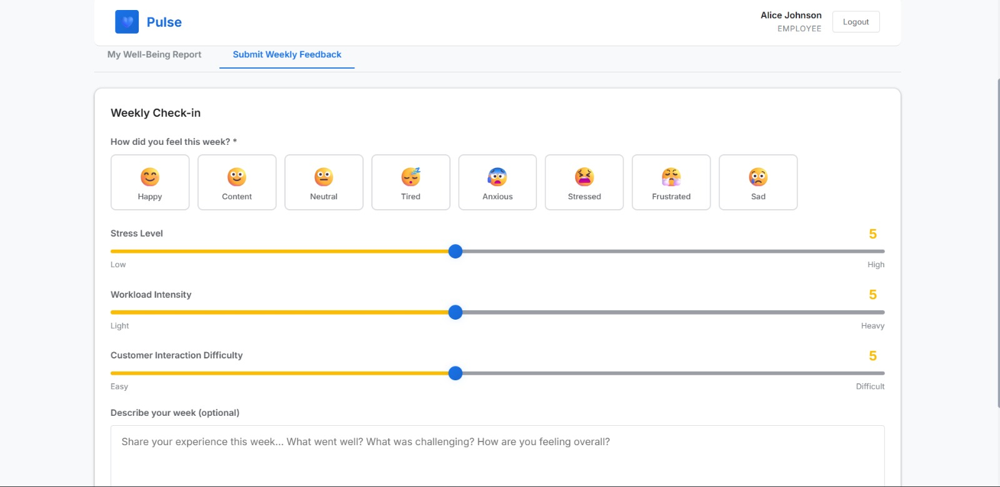 Pulse
Alice Johnson
EMPLOYEE
Logout
My Well-Being Report
Submit Weekly Feedback
Weekly Check-in
How did you feel this week? *
Happy
Content
Neutral
Tired
Anxious
Stressed
Frustrated
Sad
Stress Level
5
Low
High
Workload Intensity
5
Light
Heavy
Customer Interaction Difficulty
5
Easy
Difficult
Describe your week (optional)
Share your experience this week... What went well? What was challenging? How are you feeling overall?